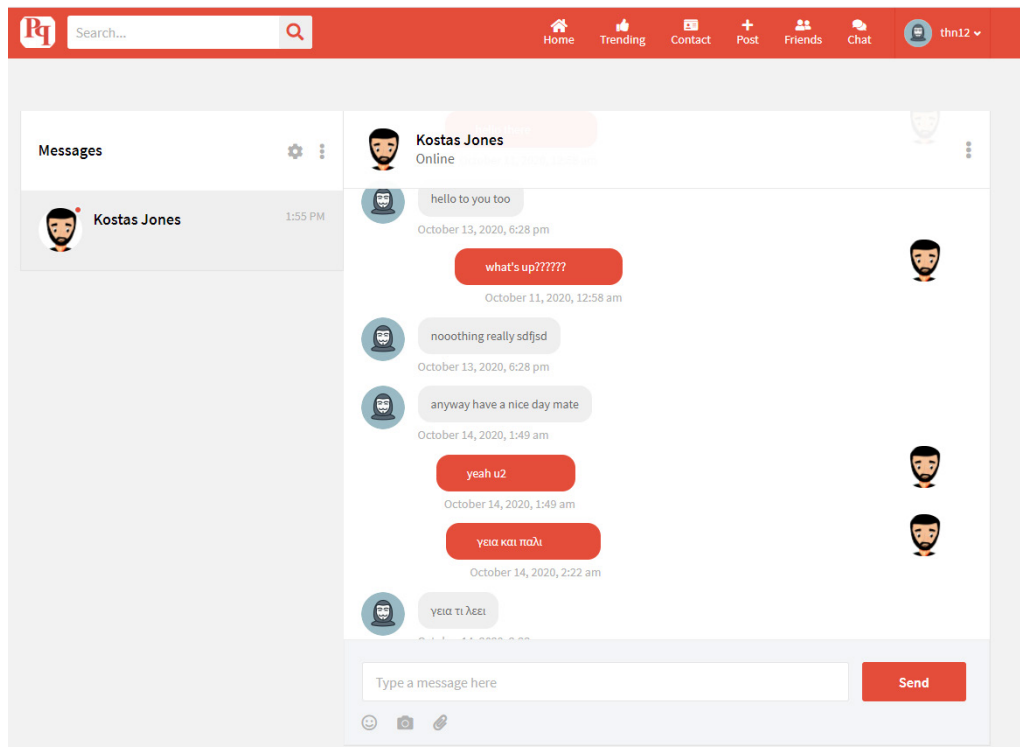 Pq
Search...
Home
Trending
Contact
Post
Friends
Chat
thn12
Messages
Kostas Jones
Online
Kostas Jones
1:55 PM
hello to you too
October 13, 2020, 6:28 pm
what's up??????
October 11, 2020, 12:58 am
nooothing really sdfjsd
October 13, 2020, 6:28 pm
anyway have a nice day mate
October 14, 2020, 1:49 am
yeah u2
October 14, 2020, 1:49 am
γεια και παλι
October 14, 2020, 2:22 am
γεια τι λεει
Type a message here
Send